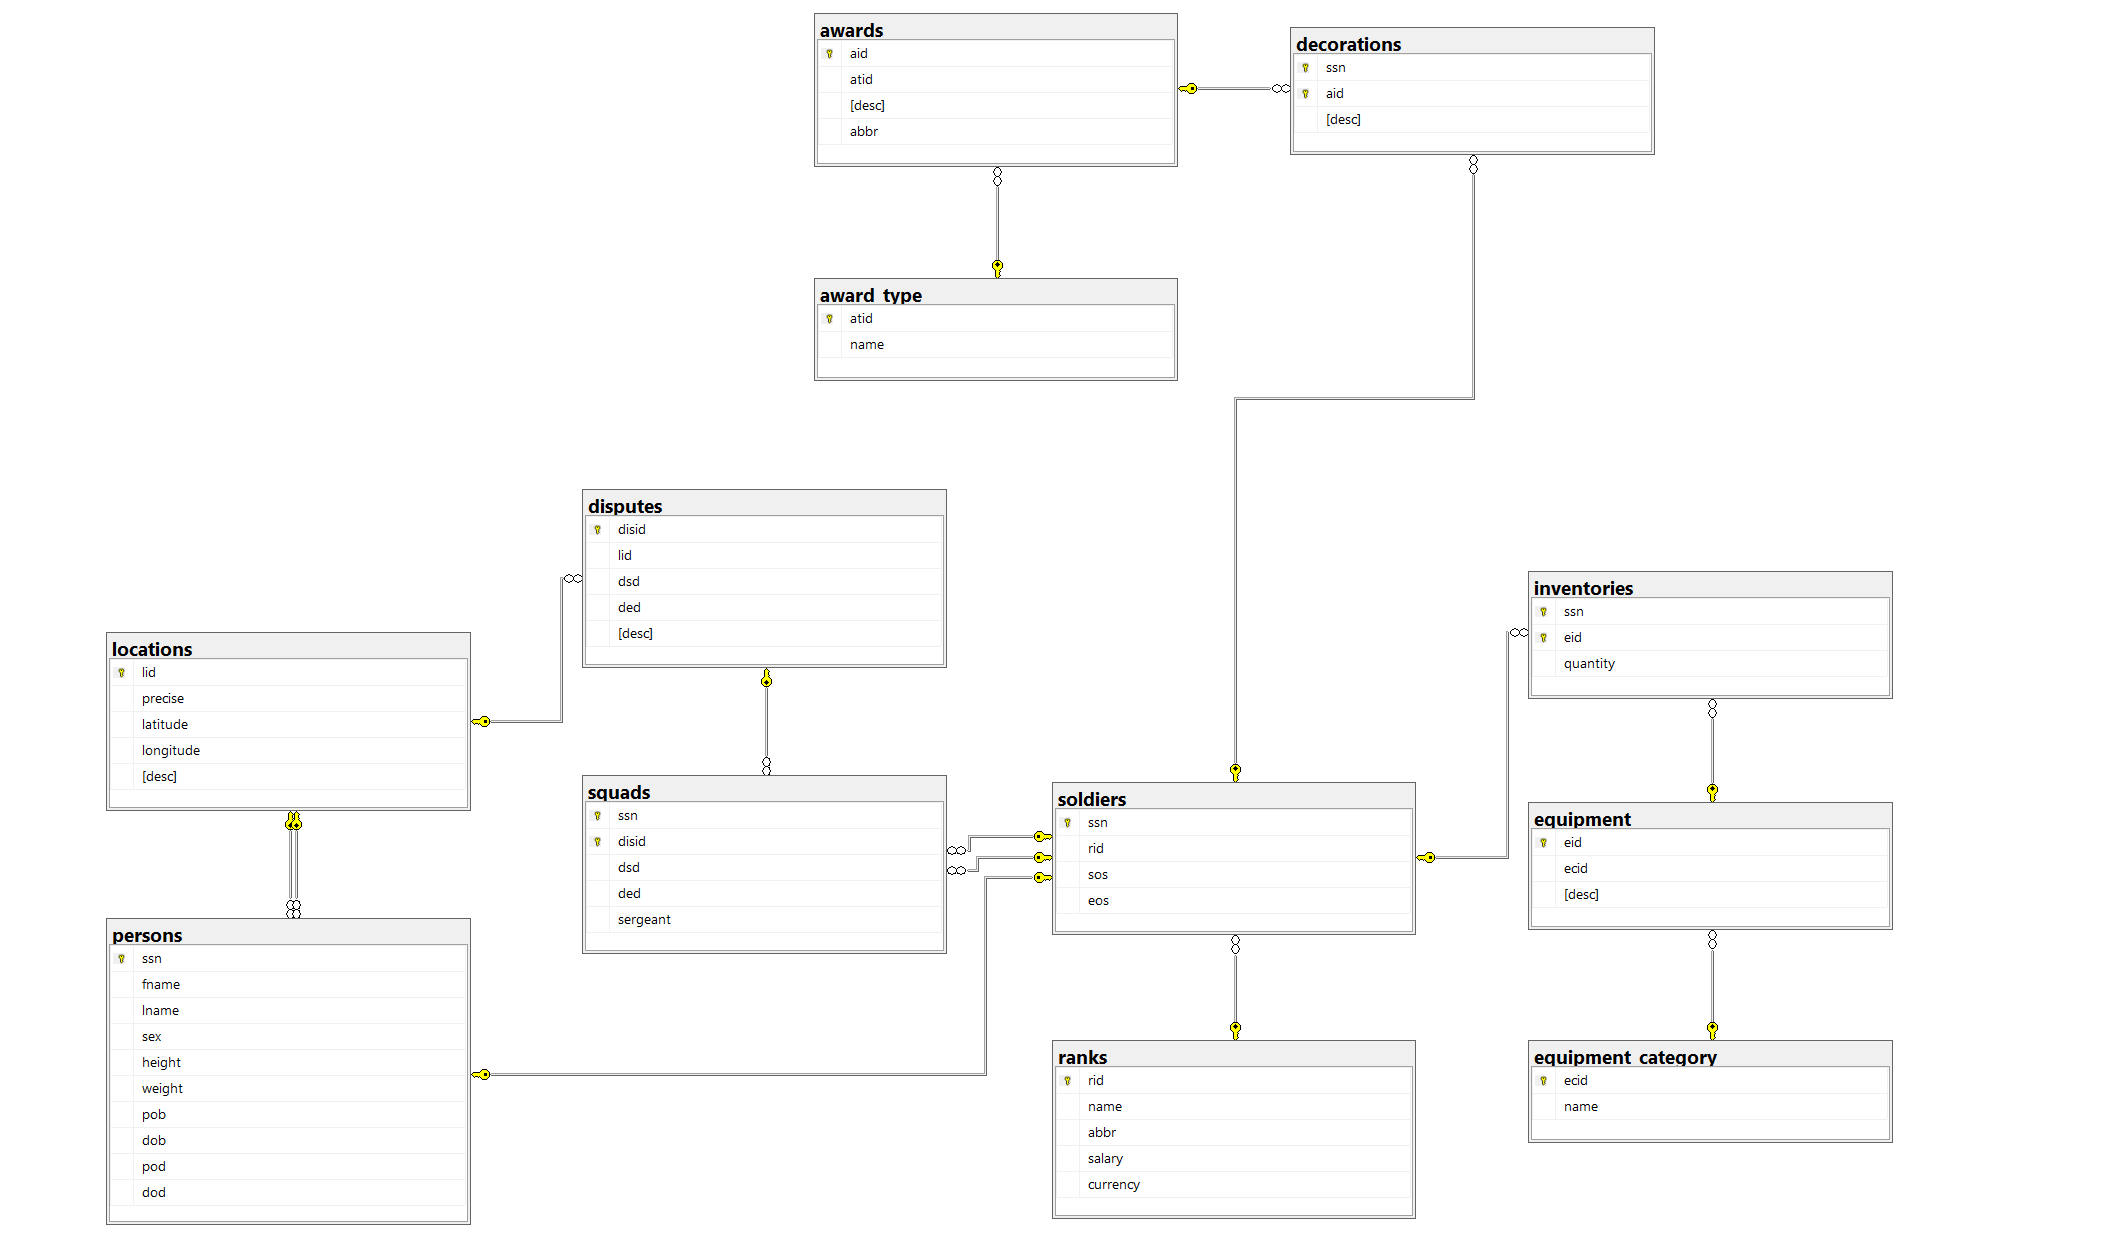 awards
aid
atid
[desc]
abbr
decorations
ssn
aid
[desc]
award_type
atid
name
disputes
disid
lid
dsd
ded
[desc]
inventories
ssn
eid
quantity
locations
lid
precise
latitude
longitude
[desc]
squads
ssn
disid
dsd
ded
sergeant
soldiers
ssn
rid
sos
eos
equipment
eid
ecid
[desc]
persons
ssn
fname
lname
sex
height
weight
pob
dob
pod
dod
ranks
rid
name
abbr
salary
currency
equipment_category
ecid
name